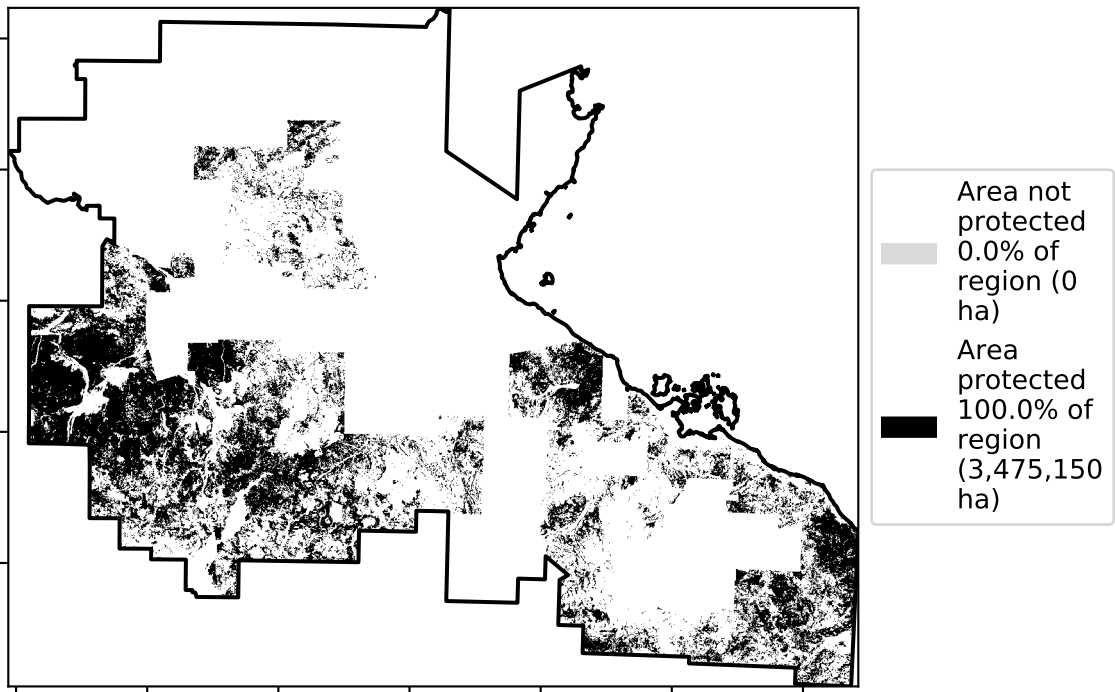 Area not
protected
0.0% of
region (0
ha)
Area
protected
100.0% of
region
(3,475,150
ha)